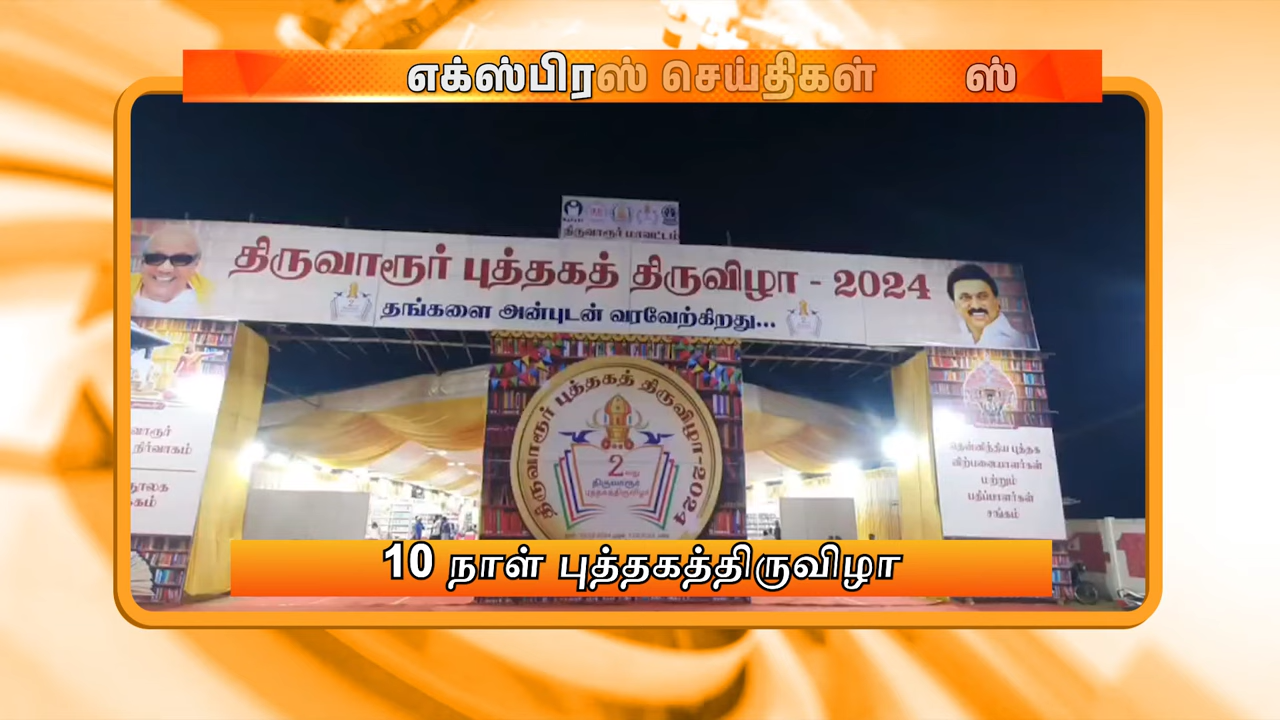 எக்ஸ்பிரஸ் செய்திகள் ஸ்
திருவாரூர் மாவட்டம்
திருவாரூர் புத்தகத் திருவிழா - 2024
தங்களை அன்புடன் வரவேற்கிறது...
திருவாரூர் புத்தகத் திருவிழா-2024
2வது
திருவாரூர்
புத்தகத்திருவிழா
வாரூர்
நிர்வாகம்
நூலக
தென்னிந்திய புத்தக
விற்பனையாளர்கள்
மற்றும்
பதிப்பாளர்கள்
சங்கம்
10 நாள் புத்தகத்திருவிழா